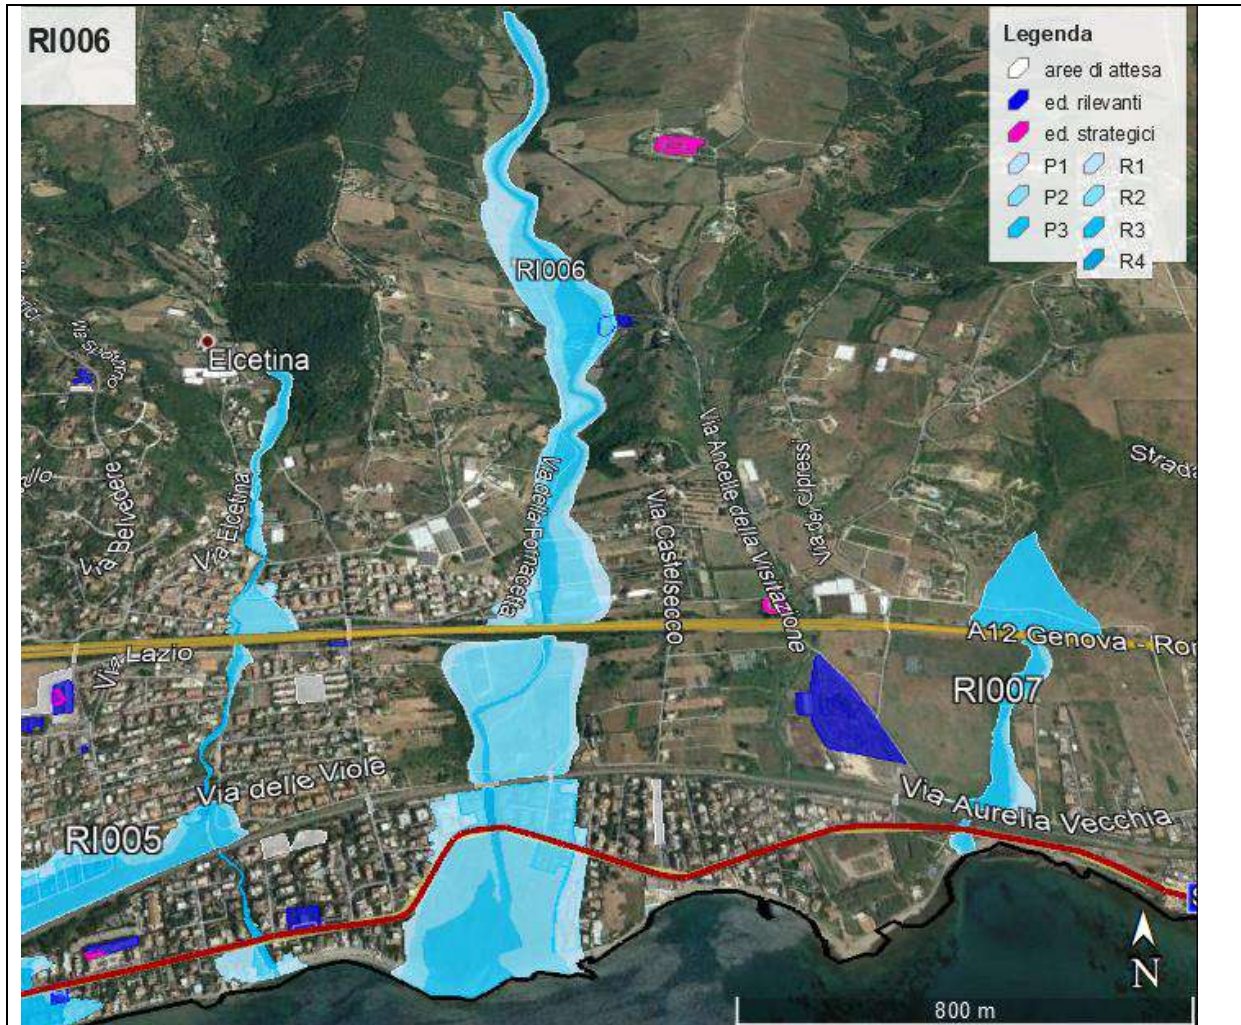 RI006
Legenda
aree di attesa
ed. rilevanti
ed. strategici
P1 R1
P2 R2
P3 R3
R4
RI006
Elcetina
Via Belvedere
Via Elcetina
Via della Fornacetta
Via Castelsecco
Via Ancelle della Visitazione
Via dei Cipressi
Strada
A12 Genova - Ror
Via Lazio
RI007
Via delle Viole
Via Aurelia Vecchia
RI005
N
800 m